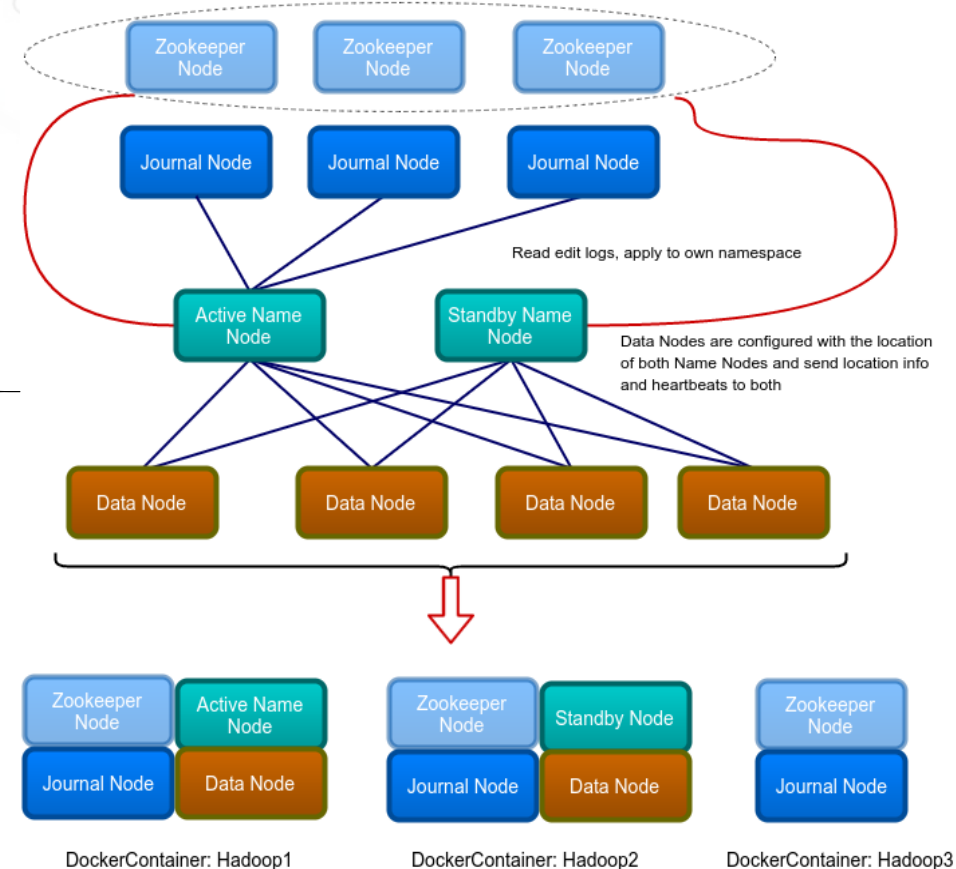 Zookeeper
Node
Zookeeper
Node
Zookeeper
Node
Journal Node
Journal Node
Journal Node
Read edit logs, apply to own namespace
Active Name
Node
Standby Name
Node
Data Nodes are configured with the location
of both Name Nodes and send location info
and heartbeats to both
Data Node
Data Node
Data Node
Data Node
Zookeeper
Node
Active Name
Node
Journal Node
Data Node
Zookeeper
Node
Standby Node
Journal Node
Data Node
Zookeeper
Node
Journal Node
DockerContainer: Hadoop1
DockerContainer: Hadoop2
DockerContainer: Hadoop3